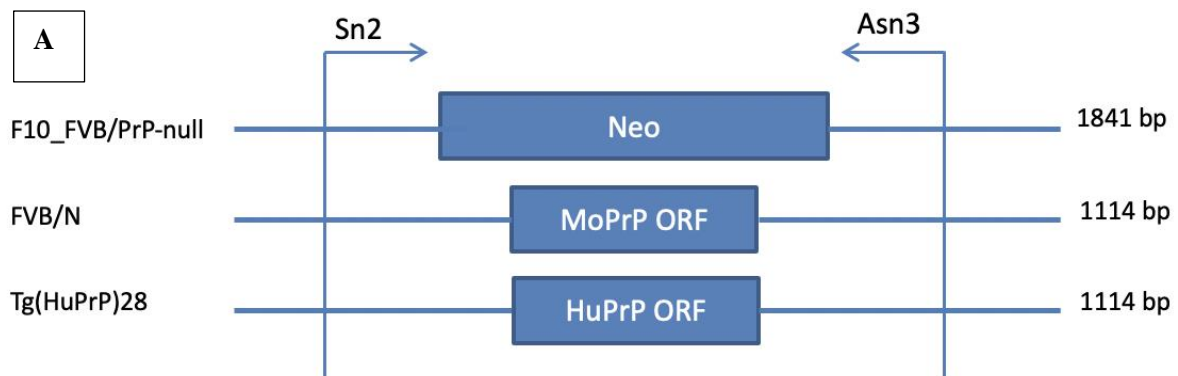 A
Sn2 Asn3
F10_FVB/PrP-null Neo 1841 bp
FVB/N MoPrP ORF 1114 bp
Tg(HuPrP)28 HuPrP ORF 1114 bp